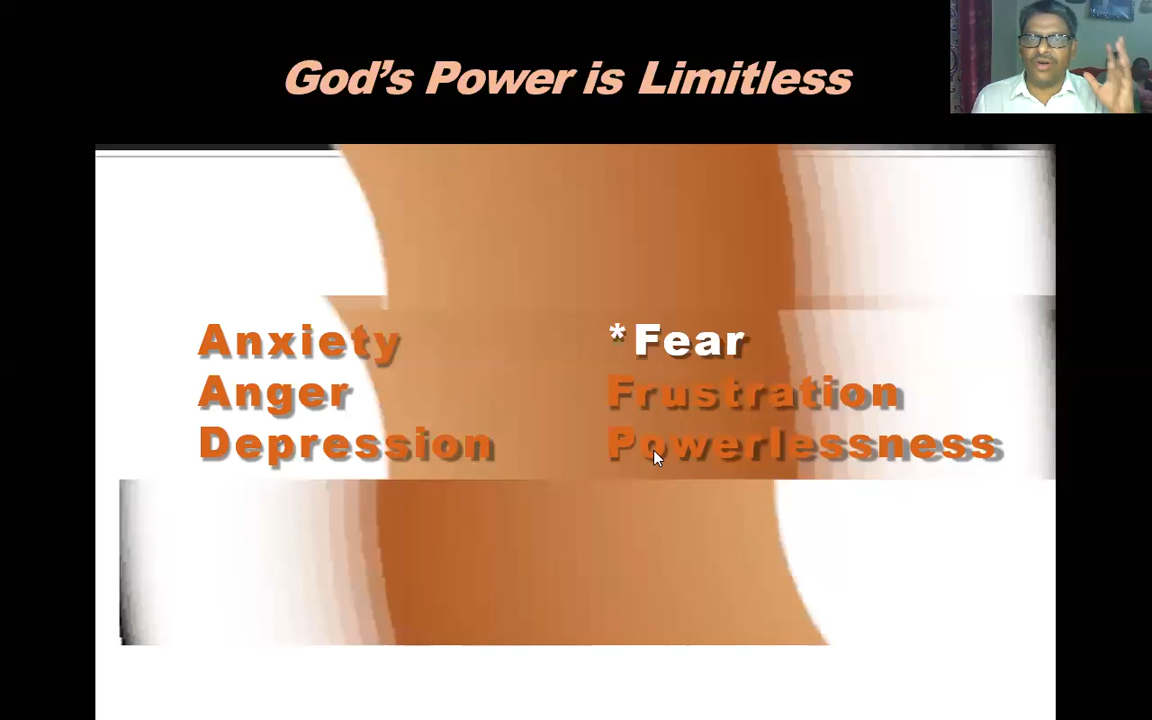 God's Power is Limitless
Anxiety
Anger
Depression
*Fear
Frustration
Powerlessness